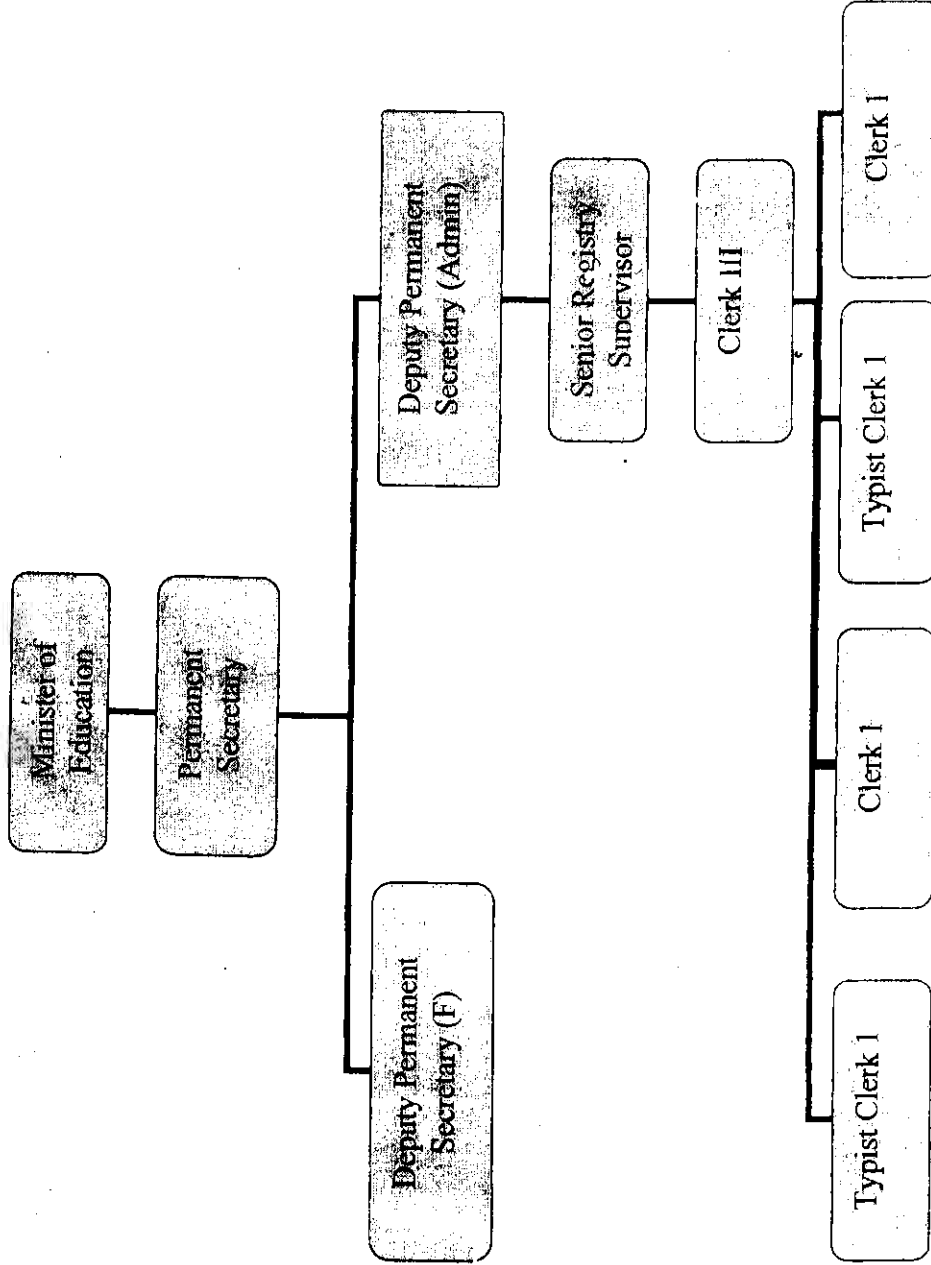 Minister of
Education
Permanent
Secretary
Deputy Permanent
Secretary (F)
Deputy Permanent
Secretary (Admin)
Senior Registry
Supervisor
Clerk 1II
Typist Clerk 1
Clerk 1
Typist Clerk 1
Clerk 1